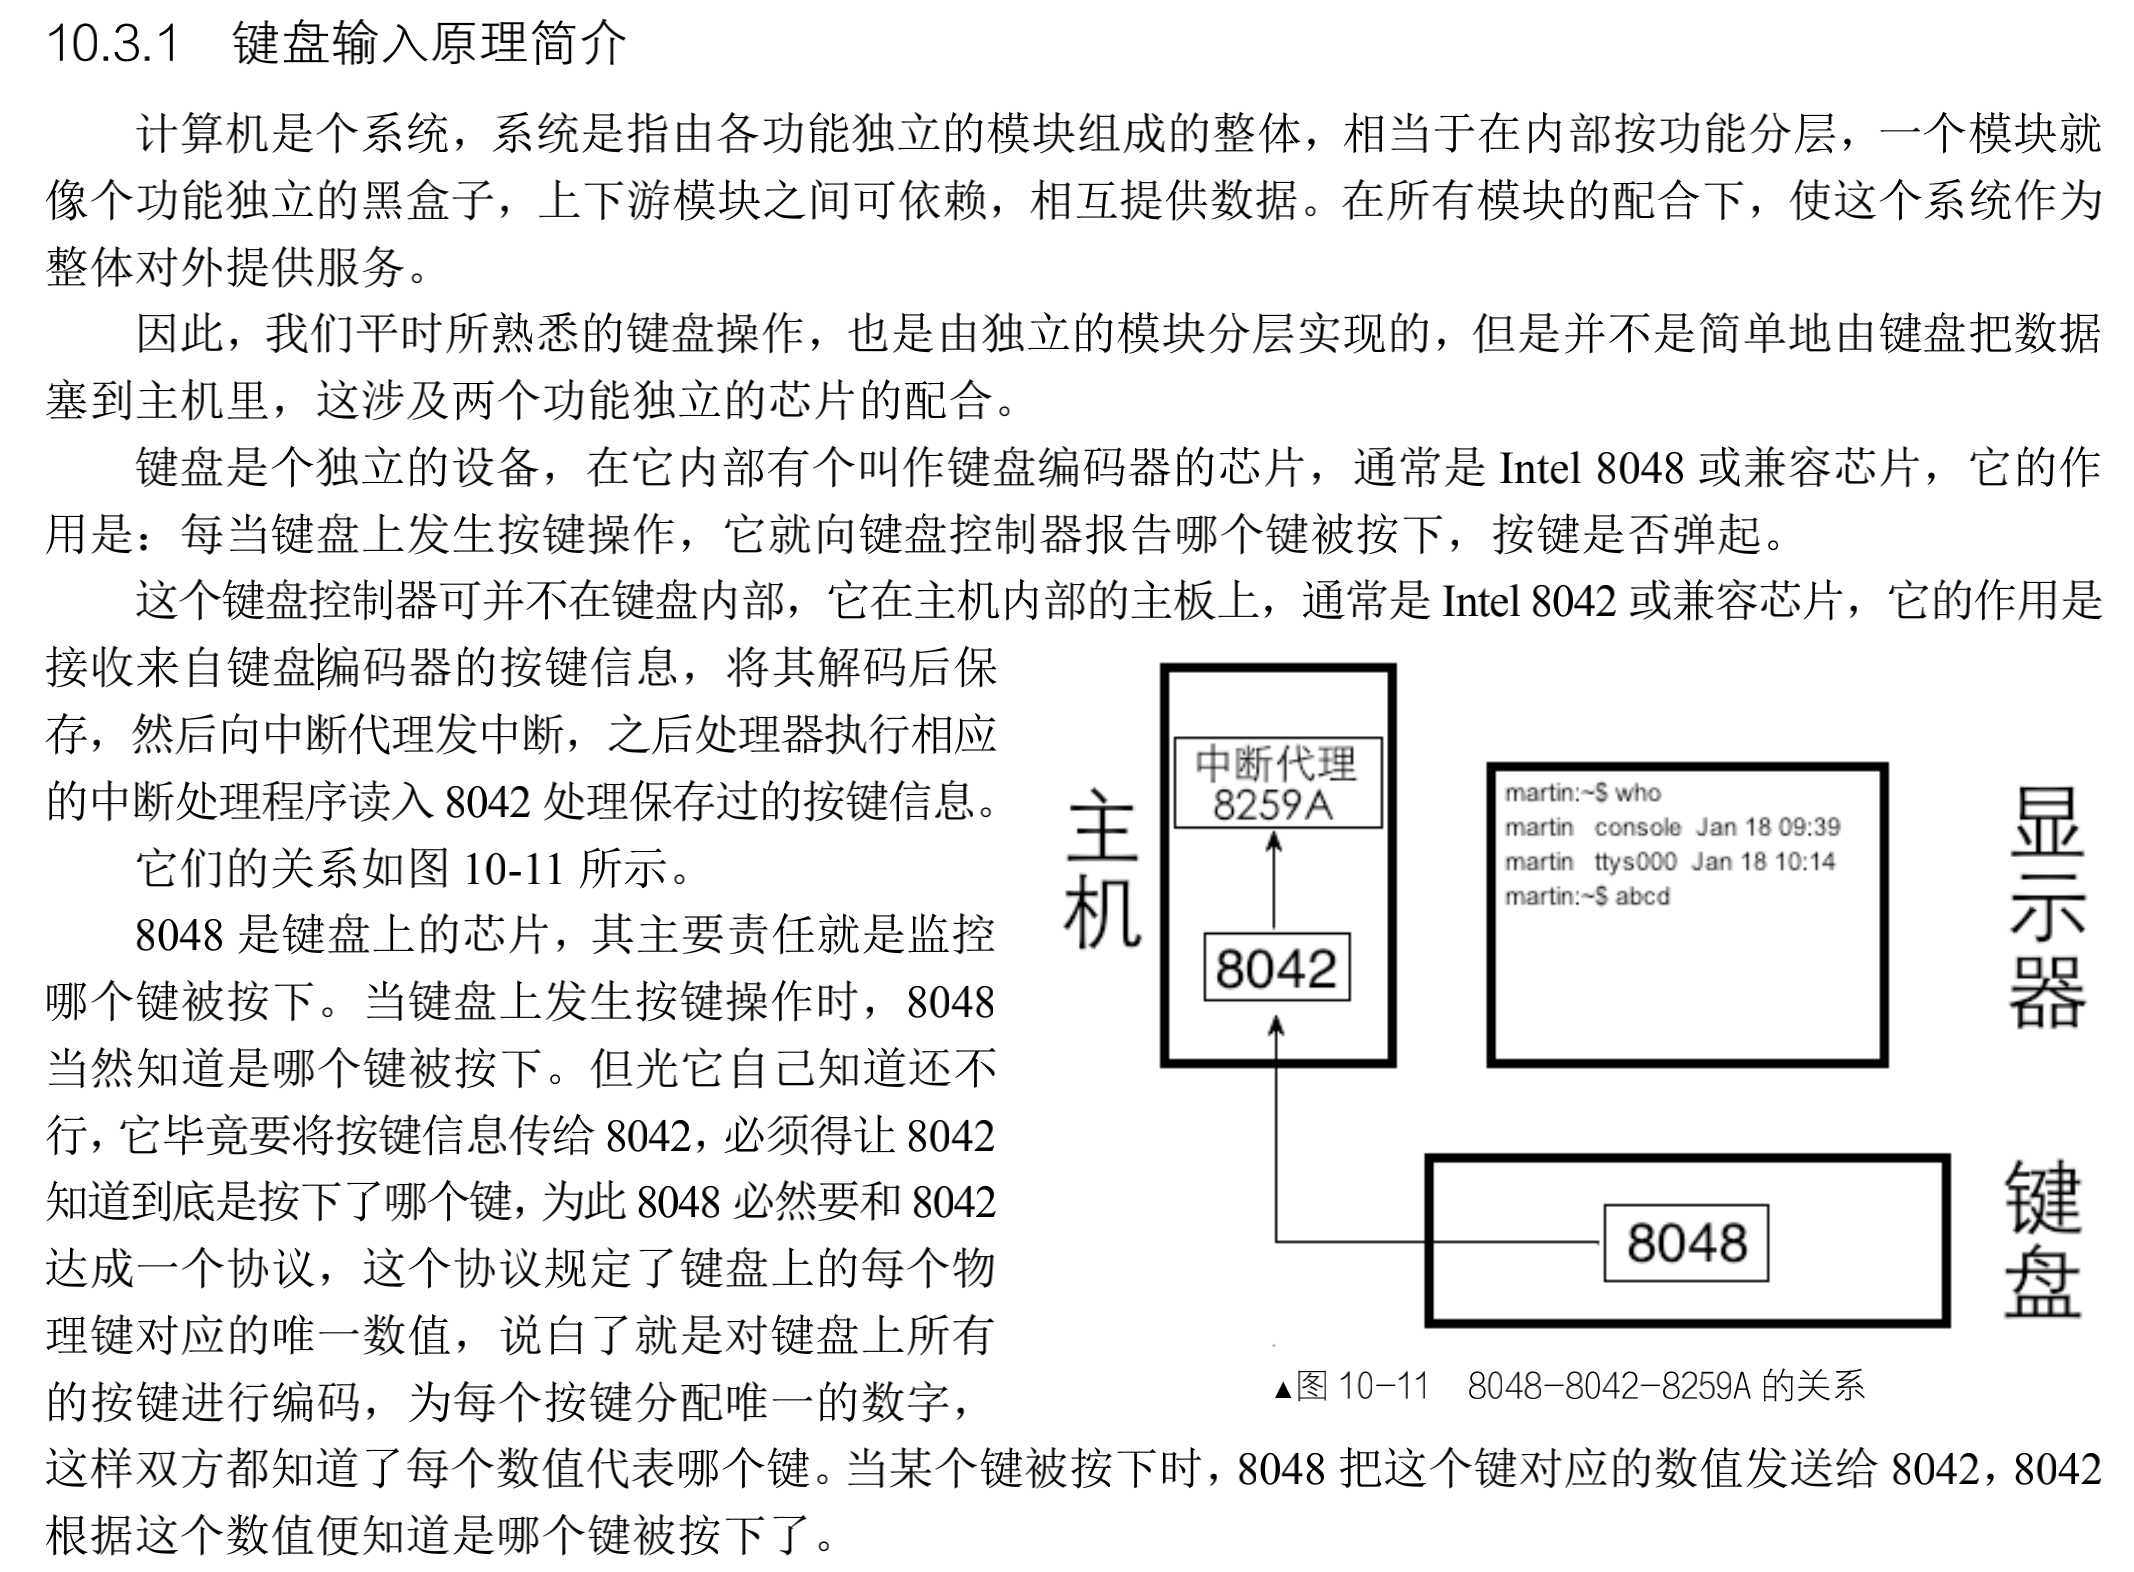 10.3.1 键盘输入原理简介
计算机是个系统，系统是指由各功能独立的模块组成的整体，相当于在内部按功能分层，一个模块就
像个功能独立的黑盒子，上下游模块之间可依赖，相互提供数据。在所有模块的配合下，使这个系统作为
整体对外提供服务。
因此，我们平时所熟悉的键盘操作，也是由独立的模块分层实现的，但是并不是简单地由键盘把数据
塞到主机里，这涉及两个功能独立的芯片的配合。
键盘是个独立的设备，在它内部有个叫作键盘编码器的芯片，通常是 Intel 8048 或兼容芯片，它的作
用是：每当键盘上发生按键操作，它就向键盘控制器报告哪个键被按下，按键是否弹起。
这个键盘控制器可并不在键盘内部，它在主机内部的主板上，通常是 Intel 8042 或兼容芯片，它的作用是
接收来自键盘编码器的按键信息，将其解码后保
存，然后向中断代理发中断，之后处理器执行相应
的中断处理程序读入 8042 处理保存过的按键信息。
它们的关系如图 10-11 所示。
8048 是键盘上的芯片，其主要责任就是监控
哪个键被按下。当键盘上发生按键操作时，8048
当然知道是哪个键被按下。但光它自己知道还不
行，它毕竟要将按键信息传给 8042，必须得让 8042
知道到底是按下了哪个键，为此 8048 必然要和 8042
达成一个协议，这个协议规定了键盘上的每个物
理键对应的唯一数值，说白了就是对键盘上所有
的按键进行编码，为每个按键分配唯一的数字，
这样双方都知道了每个数值代表哪个键。当某个键被按下时，8048 把这个键对应的数值发送给 8042，8042
根据这个数值便知道是哪个键被按下了。
主机
中断代理
8259A
8042
martin:~$ who
martin console Jan 18 09:39
martin ttys000 Jan 18 10:14
martin:~$ abcd
显示器
8048
键盘
▲图 10-11 8048-8042-8259A 的关系